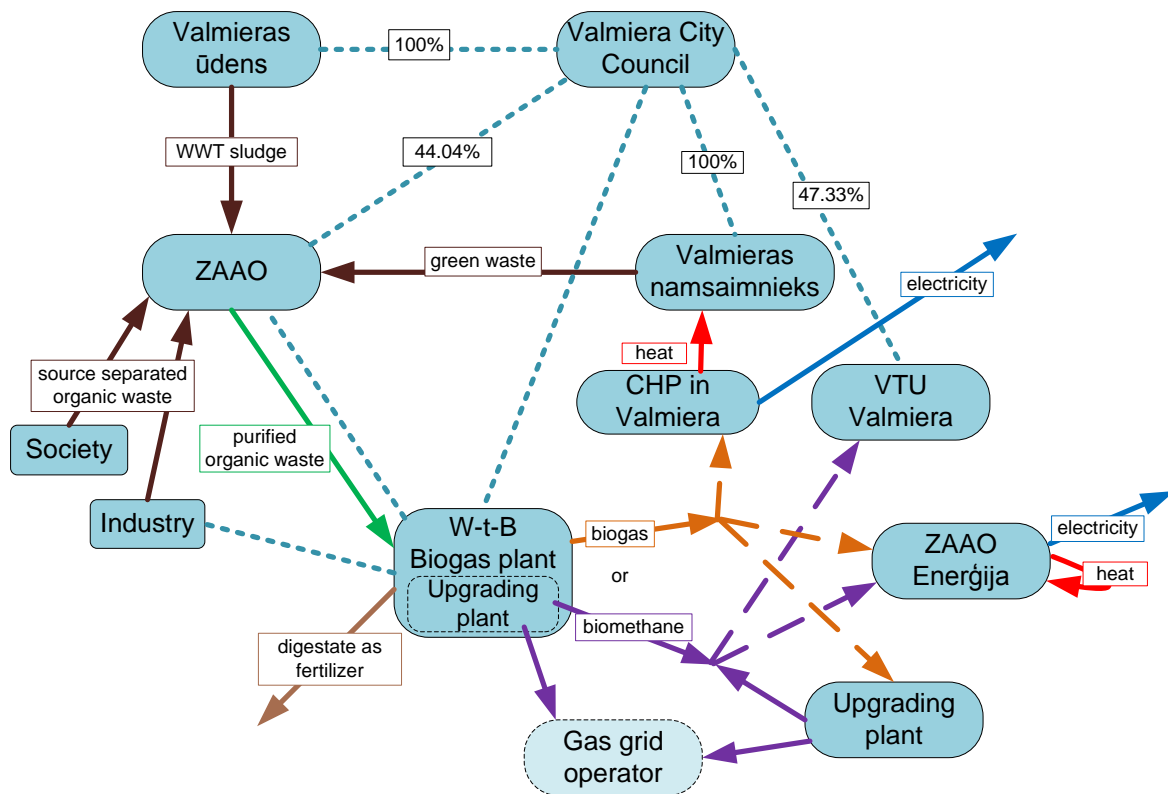 Valmieras
ūdens
100%
Valmiera City
Council
WWT sludge
44.04%
100%
47.33%
ZAAO
green waste
Valmieras
namsaimnieks
electricity
heat
source separated
organic waste
CHP in
Valmiera
VTU
Valmiera
Society
purified
organic waste
Industry
W-t-B
Biogas plant
Upgrading
plant
biogas
or
biomethane
ZAAO
Enerģija
electricity
heat
digestate as
fertilizer
Gas grid
operator
Upgrading
plant